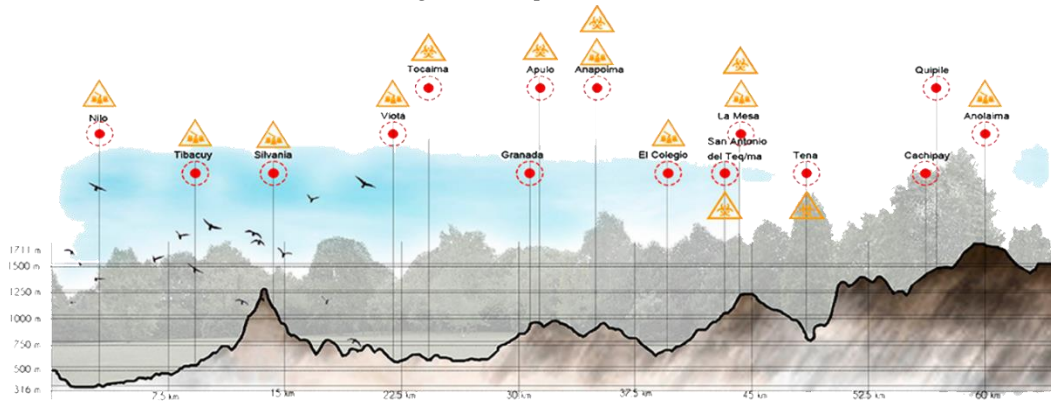 Tocaima
Apulo
Anapoima
Quipile
Nilo
Viota
La Mesa
Anolaima
Tibacuy
Silvania
Granada
El Colegio
San Antonio
del Teq/ma
Tena
Cachipay
1711 m
1500 m
1250 m
1000 m
750 m
500 m
316 m
7.5 km
15 km
22.5 km
30 km
37.5 km
45 km
52.5 km
60 km